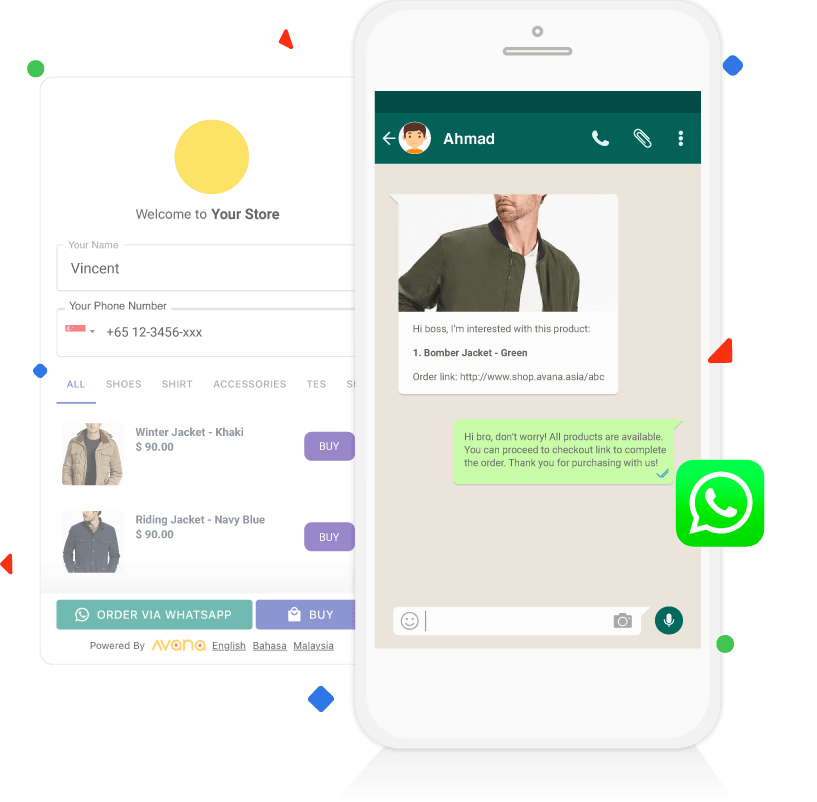 Welcome to Your Store
Your Name
Vincent
Your Phone Number
+65 12-3456-xxx
ALL SHOES SHIRT ACCESSORIES TES
Winter Jacket - Khaki
$ 90.00
BUY
Riding Jacket - Navy Blue
$ 90.00
BUY
ORDER VIA WHATSAPP
BUY
Powered By AVANA English Bahasa Malaysia
Ahmad
Hi boss, I'm interested with this product:
1. Bomber Jacket - Green
Order link: http://www.shop.avana.asia/abc
Hi bro, don't worry! All products are available.
You can proceed to checkout link to complete
the order. Thank you for purchasing with us!